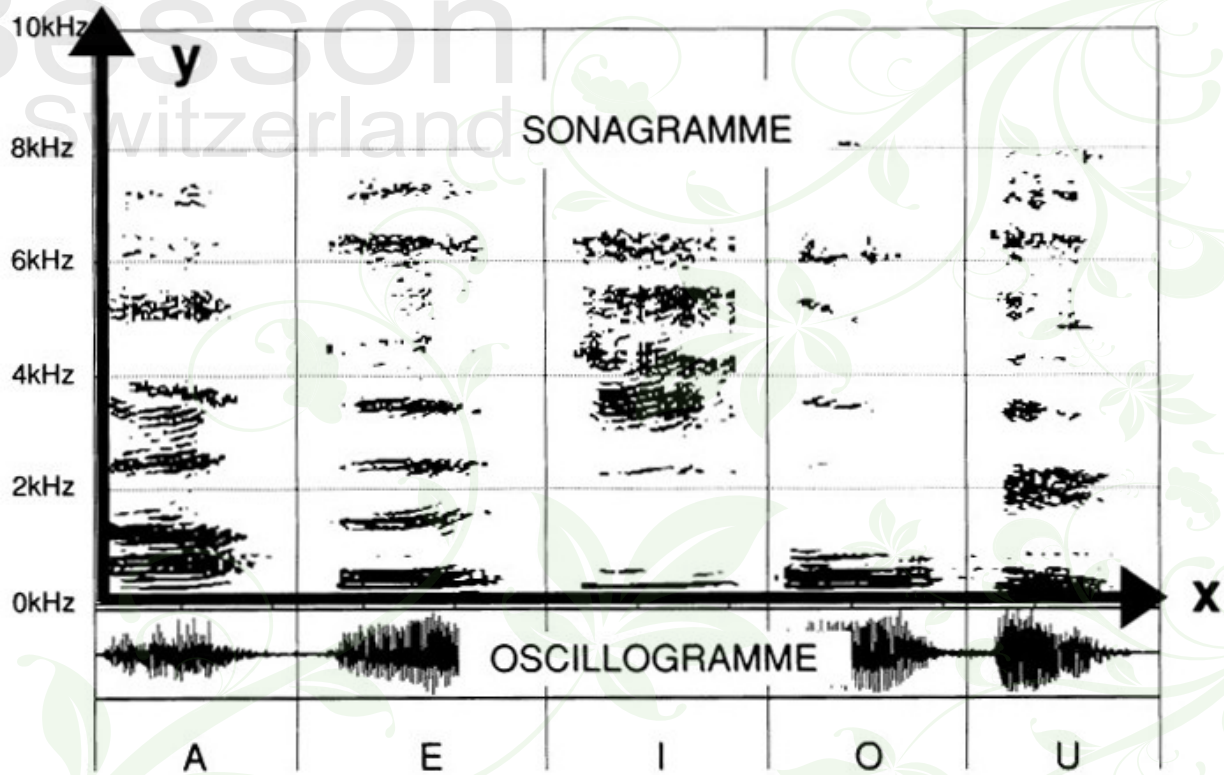 Besson
Switzerland
10kHz
y
SONAGRAMME
8kHz
6kHz
4kHz
2kHz
0kHz
x
OSCILLOGRAMME
A E I O U